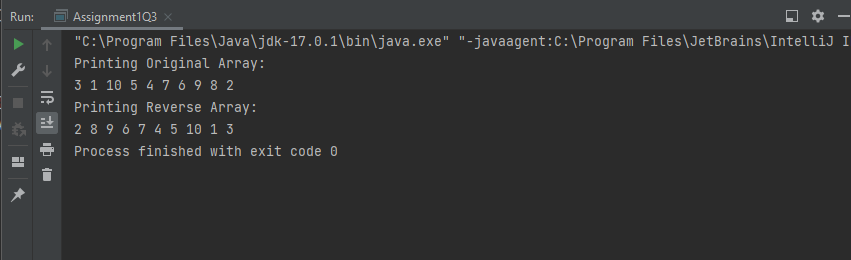 Run: Assignment1Q3
"C:\Program Files\Java\jdk-17.0.1\bin\java.exe" "-javaagent:C:\Program Files\JetBrains\IntelliJ I
Printing Original Array:
3 1 10 5 4 7 6 9 8 2
Printing Reverse Array:
2 8 9 6 7 4 5 10 1 3
Process finished with exit code 0